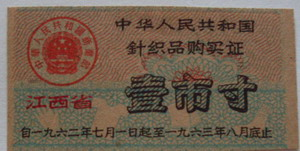 中华人民共和国
針織品购买证
江西省
壹市寸
自一九六二年七月一日起至一九六三年八月底止